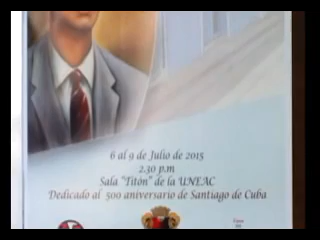 6 al 9 de Julio de 2015
2.30 p.m
Sala "Titón" de la UNEAC
Dedicado al 500 aniversario de Santiago de Cuba